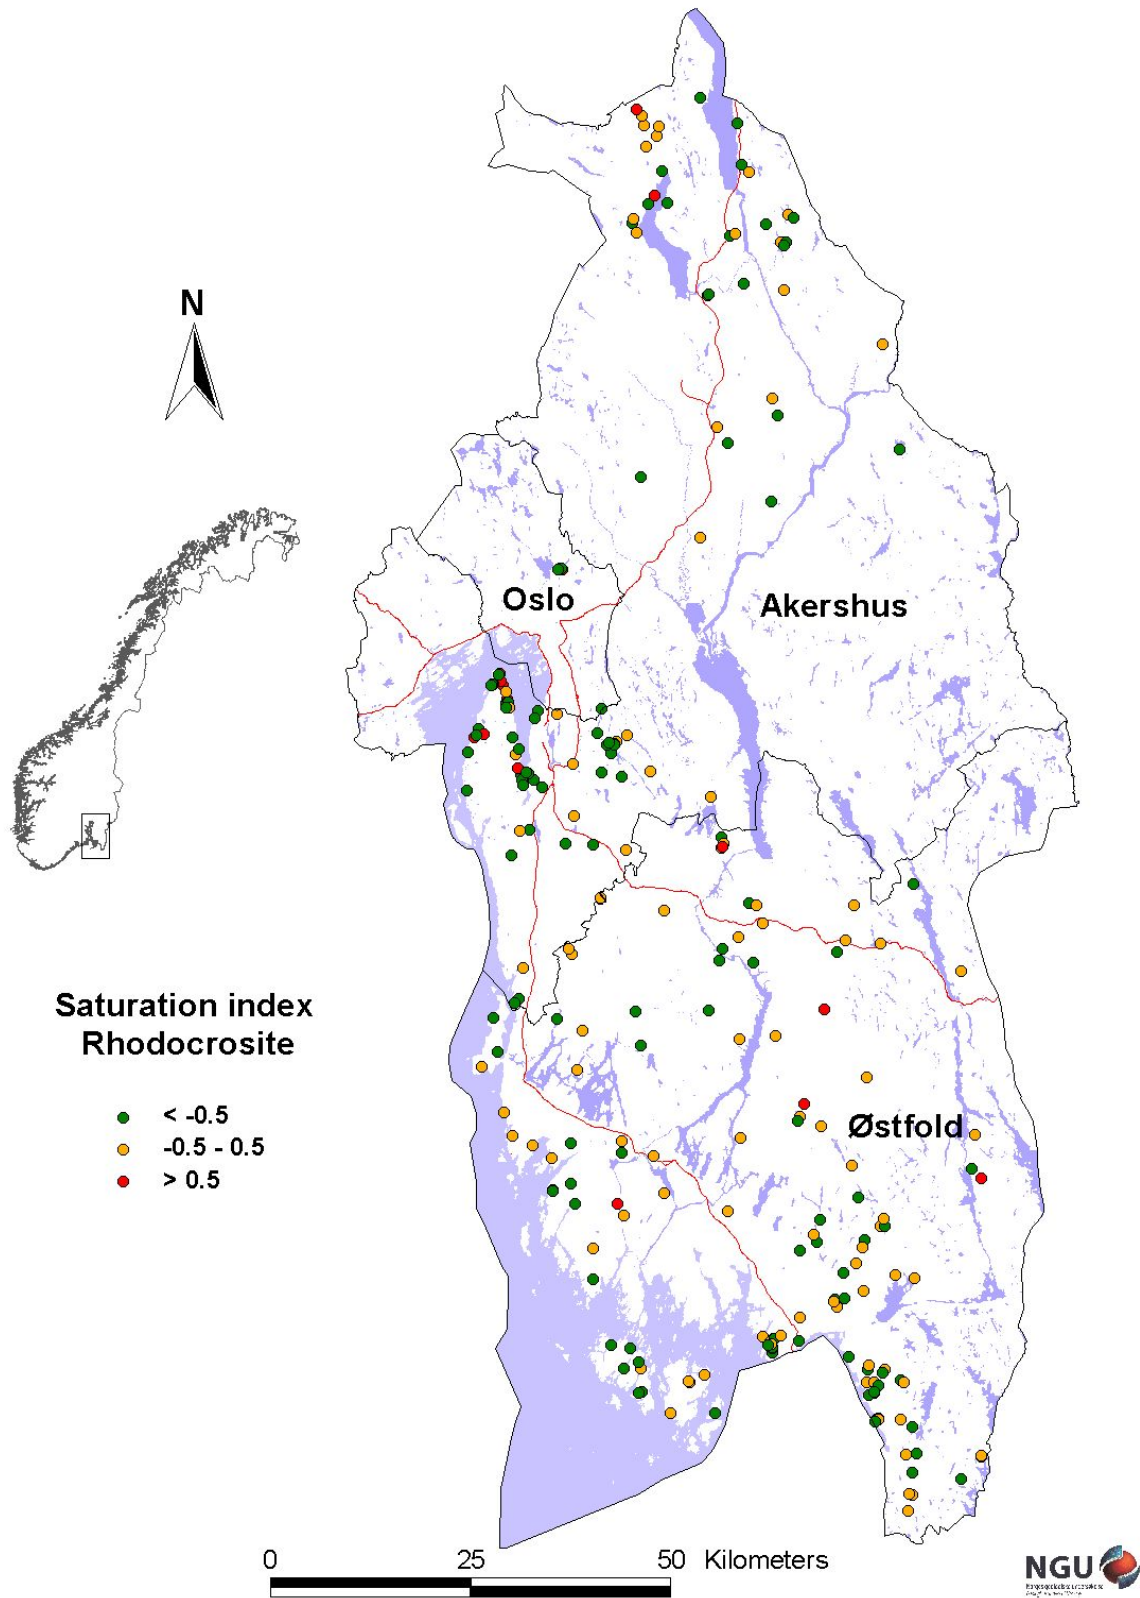 N
Oslo
Akershus
Saturation index
Rhodocrosite
< -0.5
-0.5 - 0.5
> 0.5
Østfold
0 25 50 Kilometers
NGU